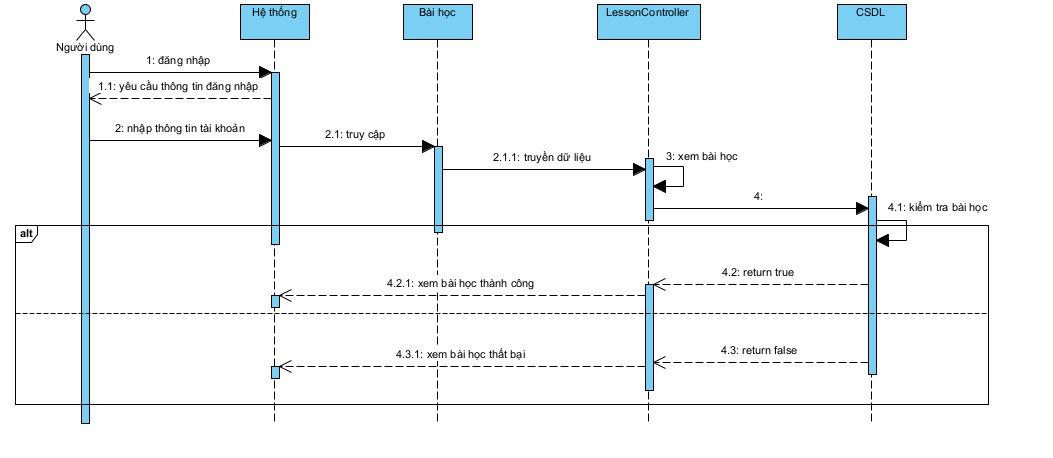 Hệ thống
Bài học
LessonController
CSDL
Người dùng
1: đăng nhập
1.1: yêu cầu thông tin đăng nhập
2: nhập thông tin tài khoản
2.1: truy cập
2.1.1: truyền dữ liệu
3: xem bài học
4:
4.1: kiểm tra bài học
alt
4.2: return true
4.2.1: xem bài học thành công
4.3: return false
4.3.1: xem bài học thất bại